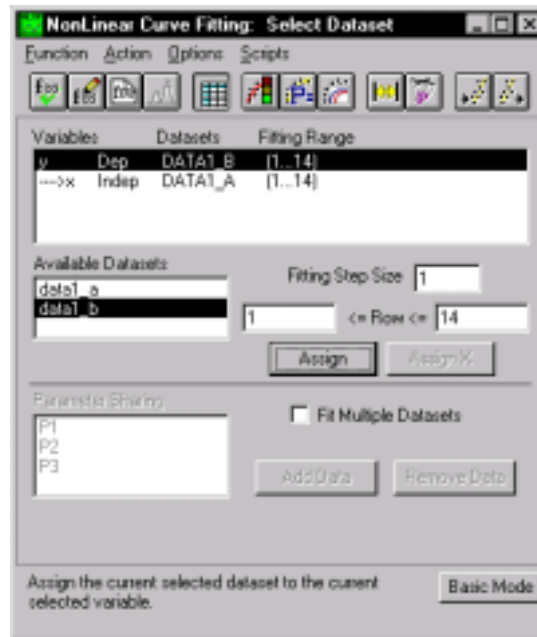 NonLinear Curve Fitting: Select Dataset
Function Action Options Scripts
Variables Datasets Fitting Range
y Dep DATA1_B (1...14)
--->x Indep DATA1_A (1...14)
Available Datasets
data1_a
data1_b
Fitting Step Size 1
1 <= Row <= 14
Assign Assign X
Parameter Sharing
P1
P2
P3
Fit Multiple Datasets
Add Data Remove Data
Assign the current selected dataset to the current
selected variable.
Basic Mode